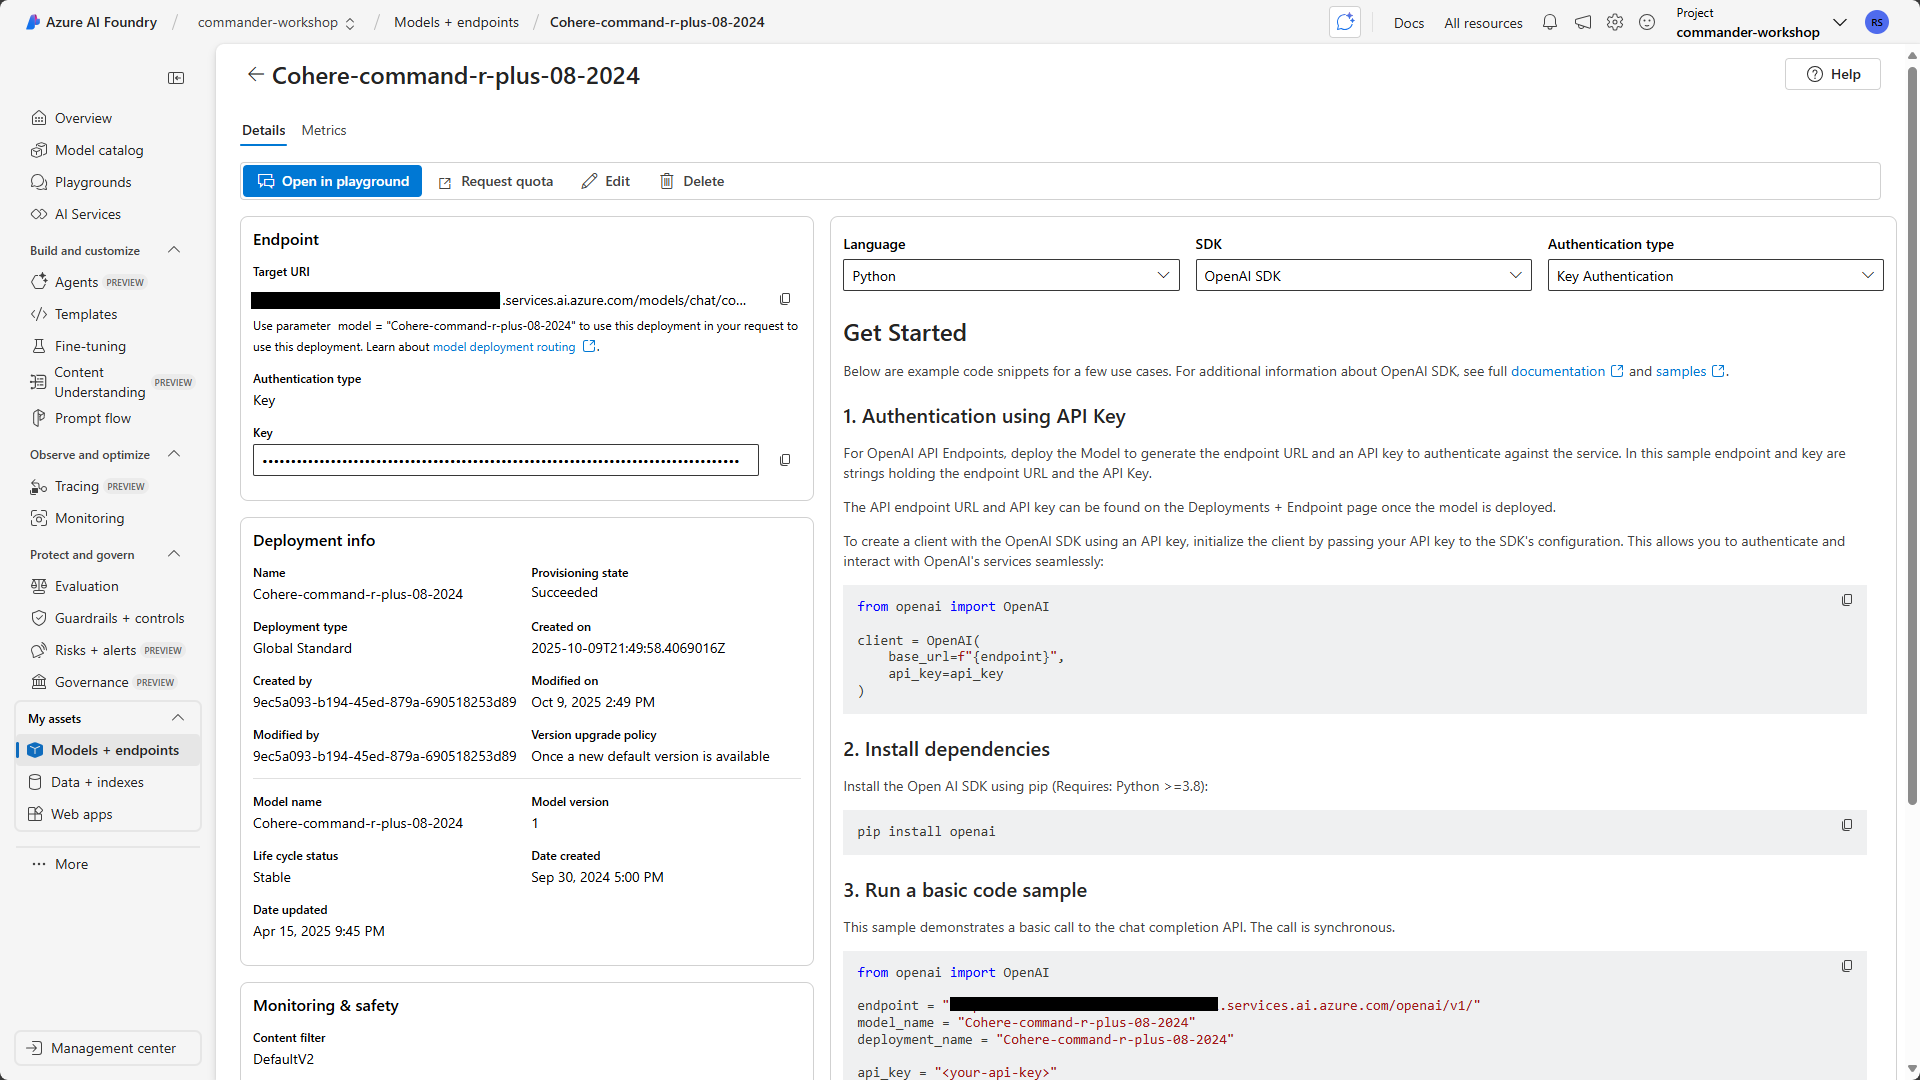 Azure AI Foundry / commander-workshop / Models + endpoints / Cohere-command-r-plus-08-2024
Docs
All resources
Project
commander-workshop
RS
Cohere-command-r-plus-08-2024
Help
Overview
Model catalog
Playgrounds
AI Services
Build and customize
Agents PREVIEW
Templates
Fine-tuning
Content
Understanding PREVIEW
Prompt flow
Observe and optimize
Tracing PREVIEW
Monitoring
Protect and govern
Evaluation
Guardrails + controls
Risks + alerts PREVIEW
Governance PREVIEW
My assets
Models + endpoints
Data + indexes
Web apps
More
Management center
Details
Metrics
Open in playground
Request quota
Edit
Delete
Endpoint
Target URI
.services.ai.azure.com/models/chat/co...
Use parameter model = "Cohere-command-r-plus-08-2024" to use this deployment in your request to
use this deployment. Learn about model deployment routing .
Authentication type
Key
Key
••••••••••••••••••••••••••••••••••••••••••••••••••••••••••••••••••••••••••••••••••••
Deployment info
Name
Cohere-command-r-plus-08-2024
Provisioning state
Succeeded
Deployment type
Global Standard
Created on
2025-10-09T21:49:58.4069016Z
Created by
9ec5a093-b194-45ed-879a-690518253d89
Modified on
Oct 9, 2025 2:49 PM
Modified by
9ec5a093-b194-45ed-879a-690518253d89
Version upgrade policy
Once a new default version is available
Model name
Cohere-command-r-plus-08-2024
Model version
1
Life cycle status
Stable
Date created
Sep 30, 2024 5:00 PM
Date updated
Apr 15, 2025 9:45 PM
Monitoring & safety
Content filter
DefaultV2
Language
Python
SDK
OpenAI SDK
Authentication type
Key Authentication
Get Started
Below are example code snippets for a few use cases. For additional information about OpenAI SDK, see full documentation and samples .
1. Authentication using API Key
For OpenAI API Endpoints, deploy the Model to generate the endpoint URL and an API key to authenticate against the service. In this sample endpoint and key are
strings holding the endpoint URL and the API Key.
The API endpoint URL and API key can be found on the Deployments + Endpoint page once the model is deployed.
To create a client with the OpenAI SDK using an API key, initialize the client by passing your API key to the SDK's configuration. This allows you to authenticate and
interact with OpenAI's services seamlessly:
from openai import OpenAI
client = OpenAI(
base_url=f"{endpoint}",
api_key=api_key
)
2. Install dependencies
Install the Open AI SDK using pip (Requires: Python >=3.8):
pip install openai
3. Run a basic code sample
This sample demonstrates a basic call to the chat completion API. The call is synchronous.
from openai import OpenAI
endpoint = " .services.ai.azure.com/openai/v1/"
model_name = "Cohere-command-r-plus-08-2024"
deployment_name = "Cohere-command-r-plus-08-2024"
api_key = "<your-api-key>"